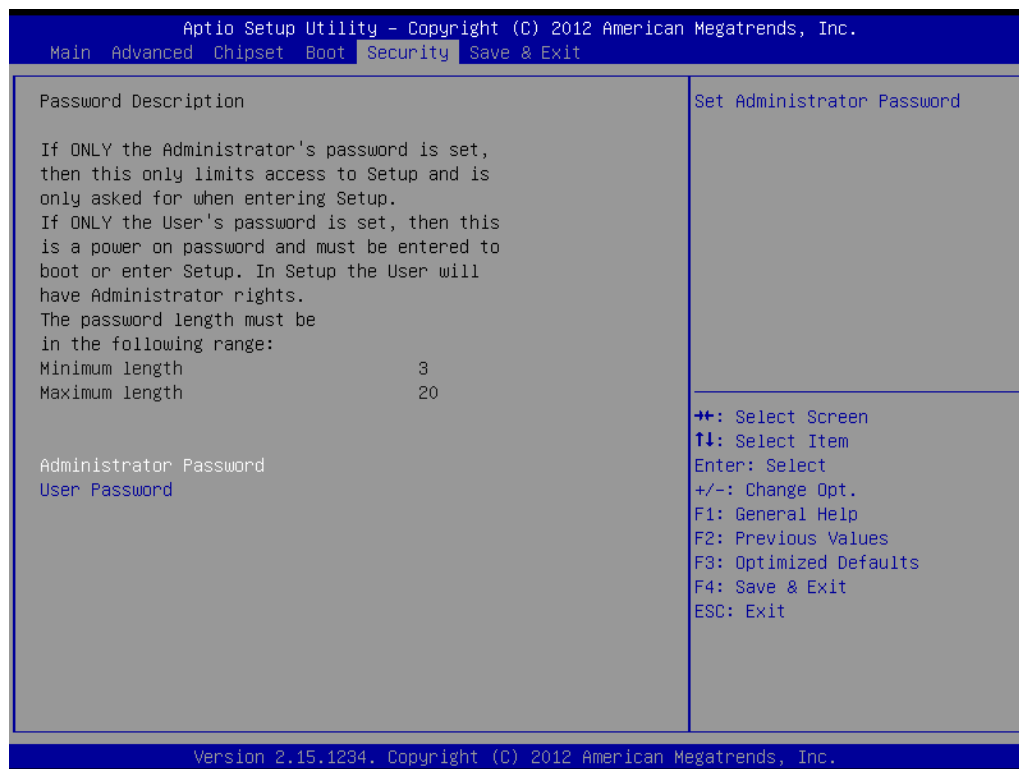 Aptio Setup Utility – Copyright (C) 2012 American Megatrends, Inc.
Main Advanced Chipset Boot Security Save & Exit
Password Description
If ONLY the Administrator's password is set,
then this only limits access to Setup and is
only asked for when entering Setup.
If ONLY the User's password is set, then this
is a power on password and must be entered to
boot or enter Setup. In Setup the User will
have Administrator rights.
The password length must be
in the following range:
Minimum length 3
Maximum length 20
Administrator Password
User Password
Set Administrator Password
→←: Select Screen
↑↓: Select Item
Enter: Select
+/-: Change Opt.
F1: General Help
F2: Previous Values
F3: Optimized Defaults
F4: Save & Exit
ESC: Exit
Version 2.15.1234. Copyright (C) 2012 American Megatrends, Inc.